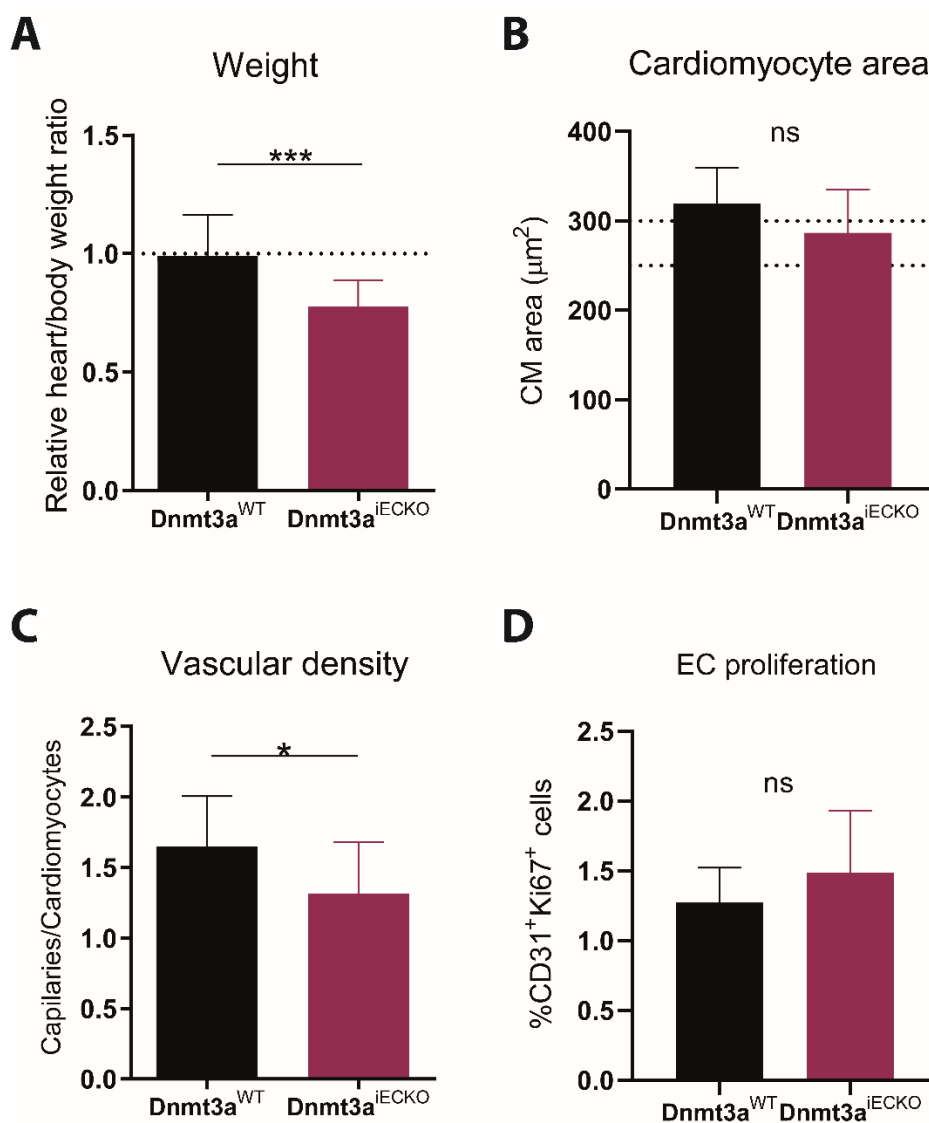 A
Weight
Relative heart/body weight ratio
1.5
1.0
0.5
0.0
***
Dnmt3a^WT Dnmt3a^iECKO
B
Cardiomyocyte area
CM area (μm²)
400
300
200
100
0
ns
Dnmt3a^WT Dnmt3a^iECKO
C
Vascular density
Capilaries/Cardiomyocytes
2.5
2.0
1.5
1.0
0.5
0.0
*
Dnmt3a^WT Dnmt3a^iECKO
D
EC proliferation
%CD31⁺Ki67⁺ cells
2.5
2.0
1.5
1.0
0.5
0.0
ns
Dnmt3a^WT Dnmt3a^iECKO